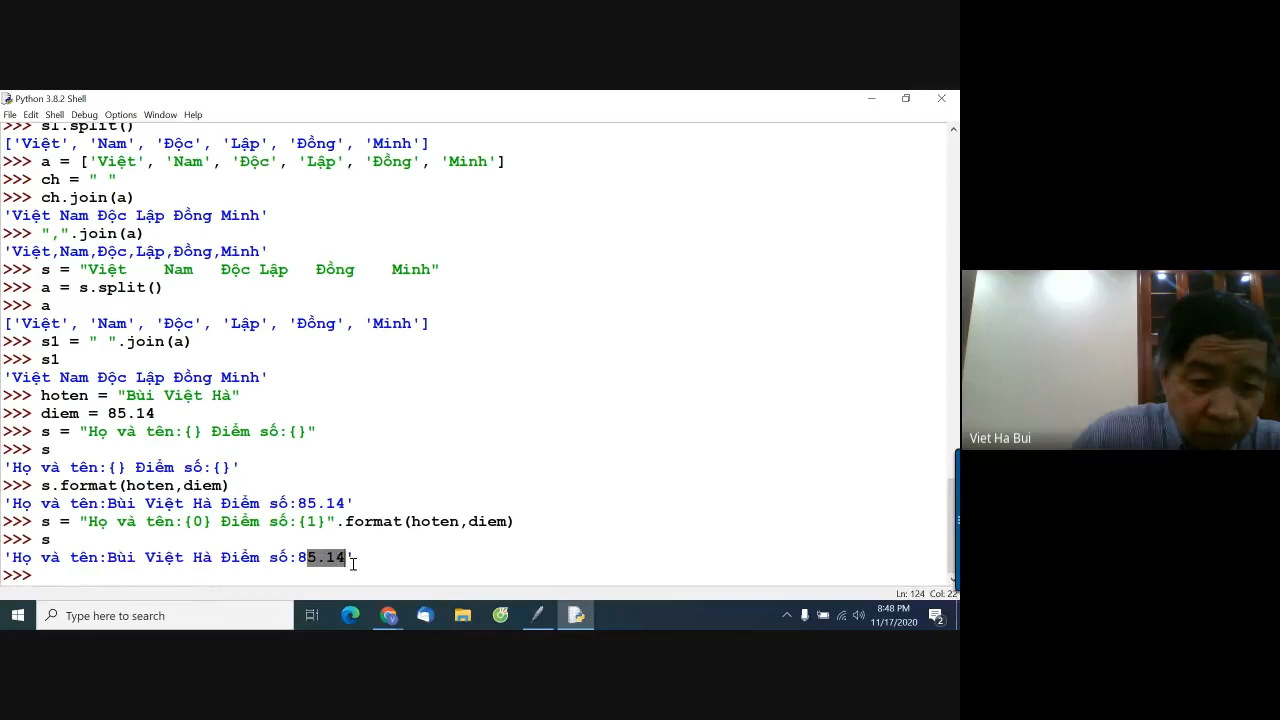 Python 3.8.2 Shell
File Edit Shell Debug Options Window Help
>>> s1.split()
['Việt', 'Nam', 'Độc', 'Lập', 'Đồng', 'Minh']
>>> a = ['Việt', 'Nam', 'Độc', 'Lập', 'Đồng', 'Minh']
>>> ch = " "
>>> ch.join(a)
'Việt Nam Độc Lập Đồng Minh'
>>> ",".join(a)
'Việt,Nam,Độc,Lập,Đồng,Minh'
>>> s = "Việt    Nam   Độc Lập   Đồng    Minh"
>>> a = s.split()
>>> a
['Việt', 'Nam', 'Độc', 'Lập', 'Đồng', 'Minh']
>>> s1 = " ".join(a)
>>> s1
'Việt Nam Độc Lập Đồng Minh'
>>> hoten = "Bùi Việt Hà"
>>> diem = 85.14
>>> s = "Họ và tên:{} Điểm số:{}"
>>> s
'Họ và tên:{} Điểm số:{}'
>>> s.format(hoten,diem)
'Họ và tên:Bùi Việt Hà Điểm số:85.14'
>>> s = "Họ và tên:{0} Điểm số:{1}".format(hoten,diem)
>>> s
'Họ và tên:Bùi Việt Hà Điểm số:85.14'
>>>
Ln: 124 Col: 22
Viet Ha Bui
Type here to search
8:48 PM
11/17/2020
2